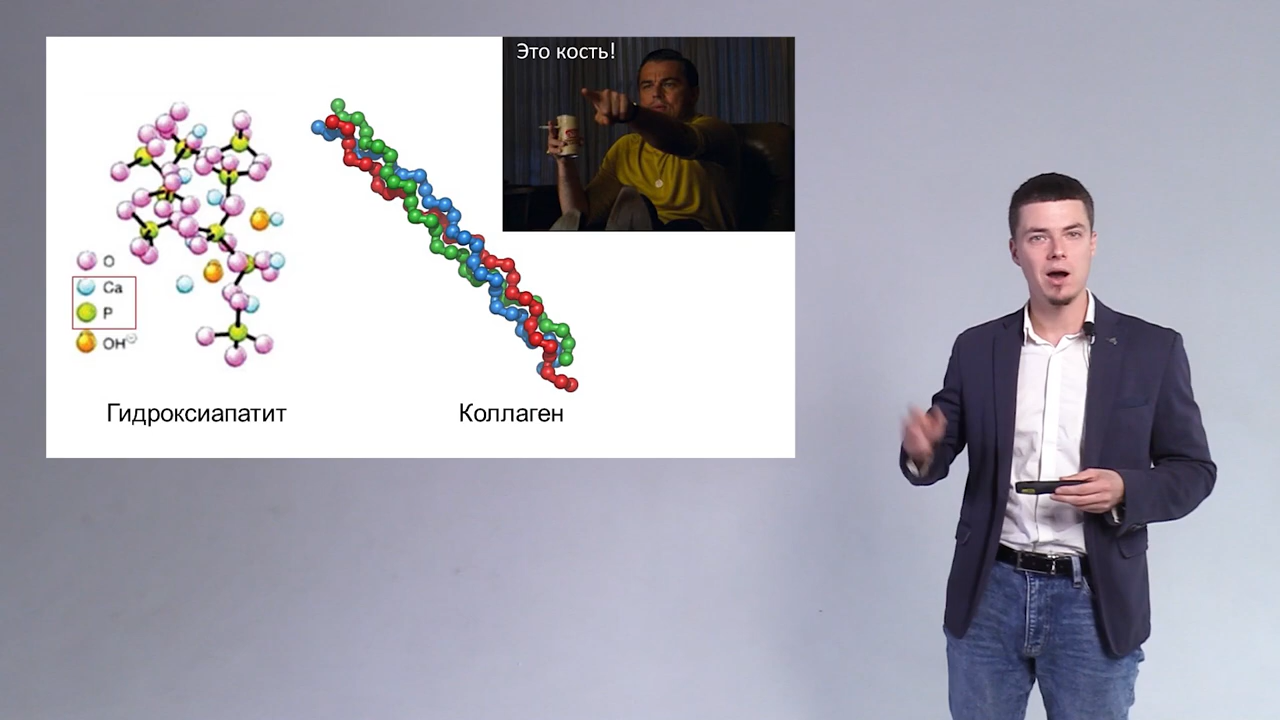 Это кость!
O
Ca
P
OH⊖
Гидроксиапатит
Коллаген